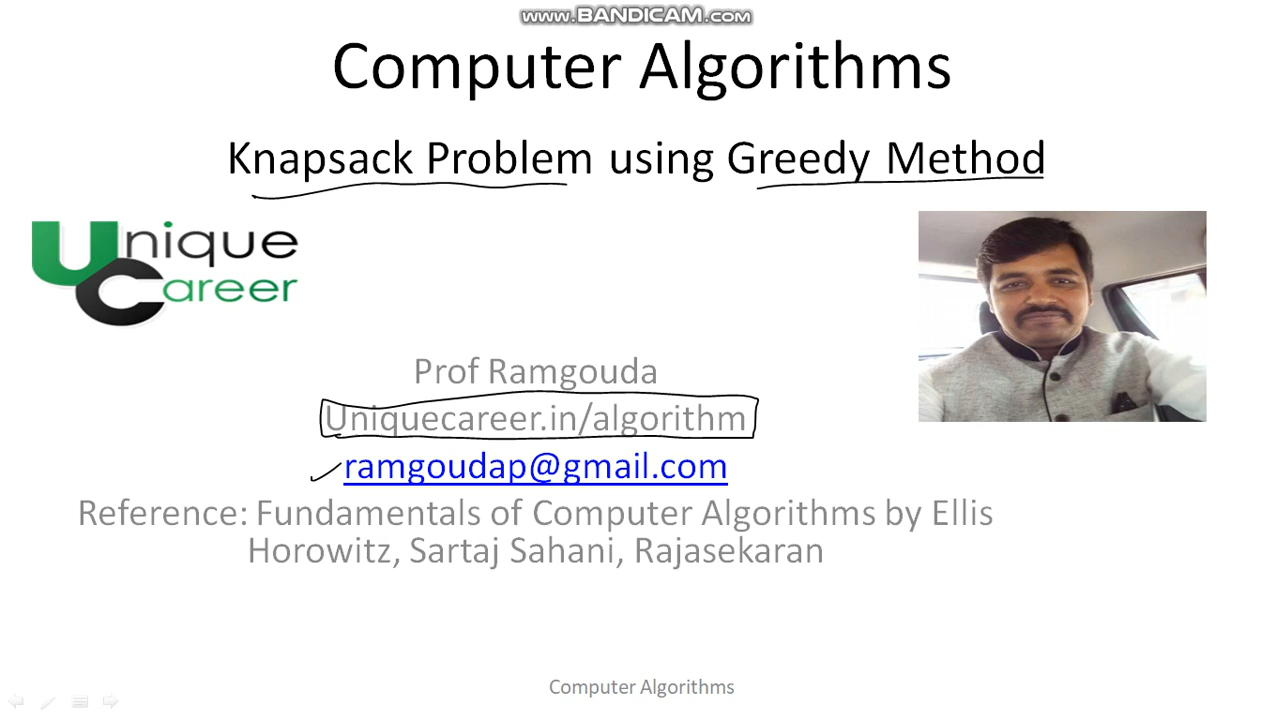 www.BANDICAM.com
Computer Algorithms
Knapsack Problem using Greedy Method
Unique
Career
Prof Ramgouda
Uniquecareer.in/algorithm
ramgoudap@gmail.com
Reference: Fundamentals of Computer Algorithms by Ellis
Horowitz, Sartaj Sahani, Rajasekaran
Computer Algorithms